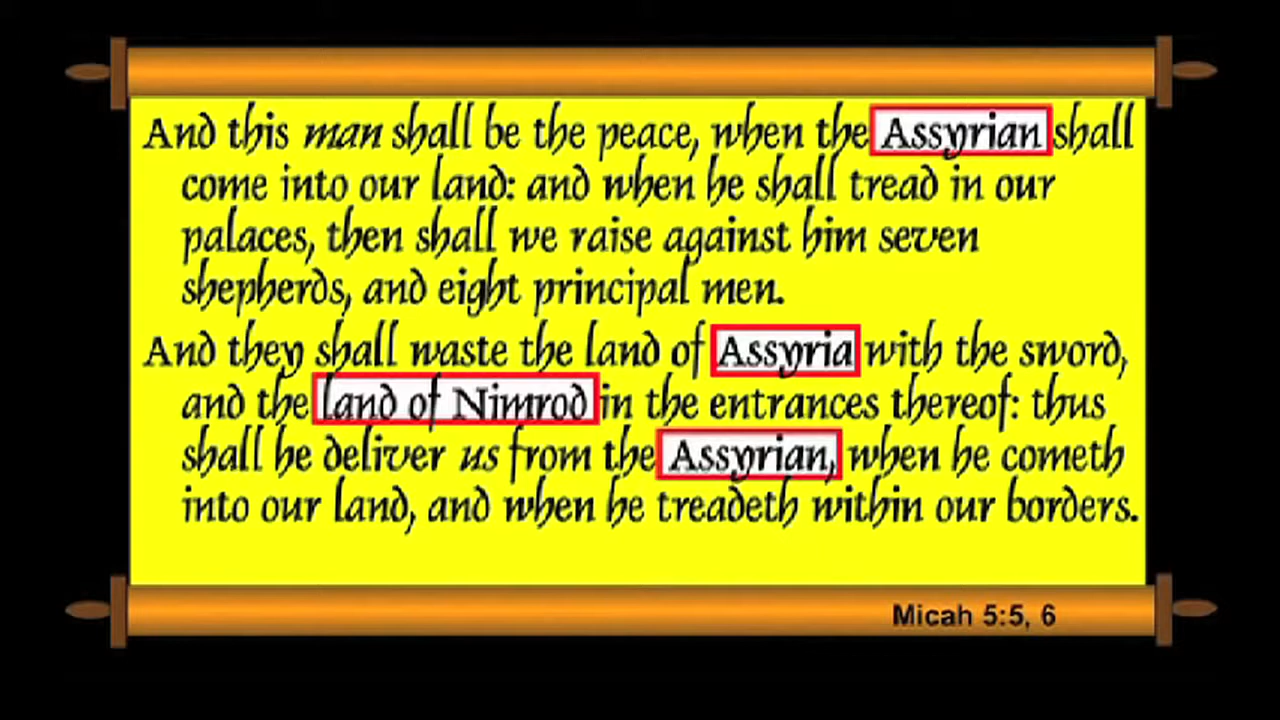 And this man shall be the peace, when the Assyrian shall
come into our land: and when he shall tread in our
palaces, then shall we raise against him seven
shepherds, and eight principal men.
And they shall waste the land of Assyria with the sword,
and the land of Nimrod in the entrances thereof: thus
shall he deliver us from the Assyrian, when he cometh
into our land, and when he treadeth within our borders.
Micah 5:5, 6